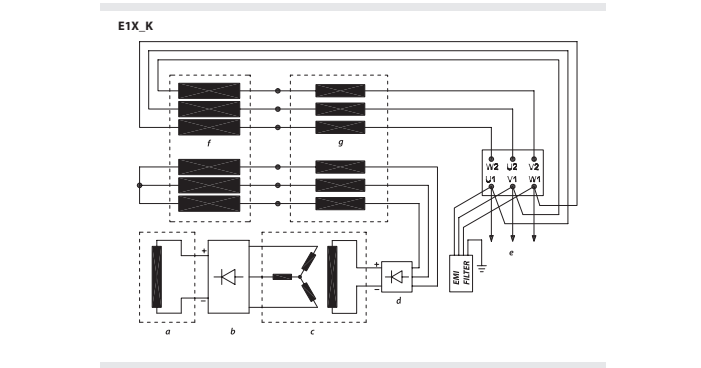 E1X_K
f
g
W2 U2 V2
U1 V1 W1
e
+
−
+
−
EMI
FILTER
a
b
c
d